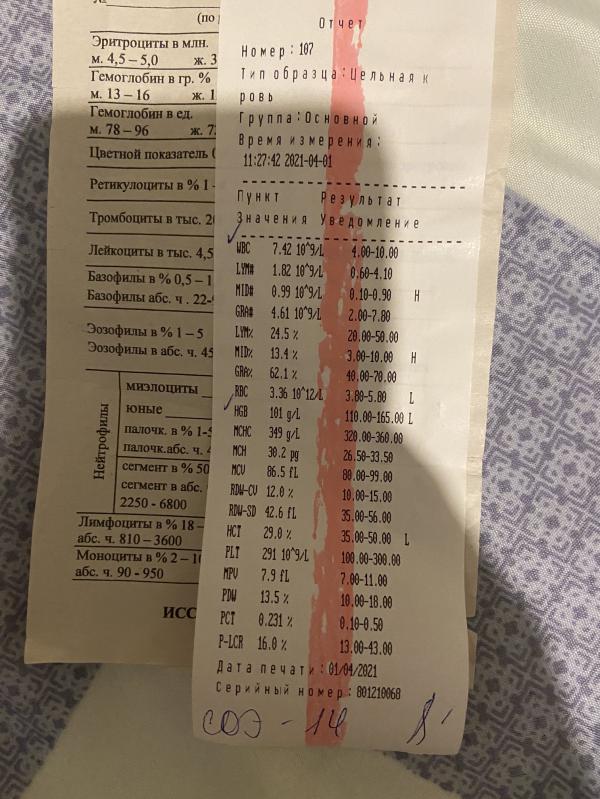 (по
Эритроциты в млн.
м. 4,5 – 5,0 ж. 3
Гемоглобин в гр. %
м. 13 – 16 ж. 1
Гемоглобин в ед.
м. 78 – 96 ж. 7
Цветной показатель (
Ретикулоциты в % 1 -
Тромбоциты в тыс. 2
Лейкоциты в тыс. 4,5
Базофилы в % 0,5 – 1
Базофилы абс. ч . 22-
Эозофилы в % 1 – 5
Эозофилы в абс. ч. 45
Нейтрофилы
миэлоциты
юные
палочк. в % 1-5
палочк.абс. ч. 4
сегмент в % 50
сегмент в абс.
2250 - 6800
Лимфоциты в % 18 –
абс. ч. 810 – 3600
Моноциты в % 2 – 10
абс. ч. 90 - 950
ИСС
Отчет
Номер: 107
Тип образца:Цельная к
ровь
Группа:Основной
Время измерения:
11:27:42 2021-04-01
Пункт Результат
Значения Уведомление
WBC 7.42 10^9/L 4.00-10.00
LYM# 1.82 10^9/L 0.60-4.10
MID# 0.99 10^9/L 0.10-0.90 H
GRA# 4.61 10^9/L 2.00-7.80
LYM% 24.5 % 20.00-50.00
MID% 13.4 % 3.00-10.00 H
GRA% 62.1 % 40.00-70.00
RBC 3.36 10^12/L 3.80-5.80 L
HGB 101 g/L 110.00-165.00 L
MCHC 349 g/L 320.00-360.00
MCH 30.2 pg 26.50-33.50
MCV 86.5 fL 80.00-99.00
RDW-CV 12.0 % 10.00-15.00
RDW-SD 42.6 fL 35.00-56.00
HCT 29.0 % 35.00-50.00 L
PLT 291 10^9/L 100.00-300.00
MPV 7.9 fL 7.00-11.00
PDW 13.5 % 10.00-18.00
PCT 0.231 % 0.10-0.50
P-LCR 16.0 % 13.00-43.00
Дата печати:01/04/2021
Серийный номер:801210068
СОЭ - 14